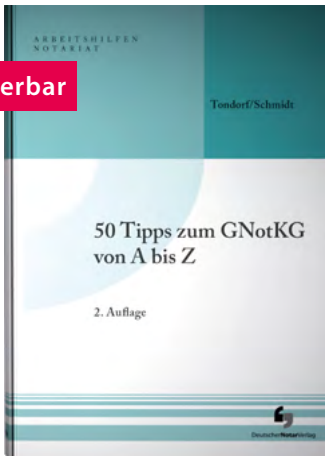 ARBEITSHILFEN
NOTARIAT
erbar
Tondorf/Schmidt
50 Tipps zum GNotKG
von A bis Z
2. Auflage
DeutscherNotarVerlag